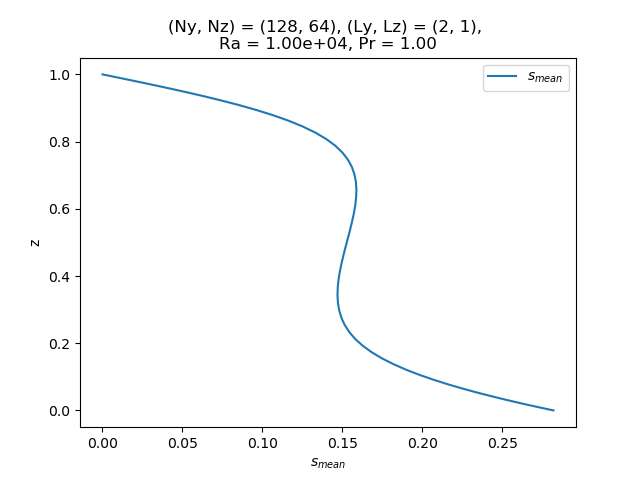 (Ny, Nz) = (128, 64), (Ly, Lz) = (2, 1),
Ra = 1.00e+04, Pr = 1.00
s_mean
1.0
0.8
0.6
0.4
0.2
0.0
z
0.00 0.05 0.10 0.15 0.20 0.25
s_mean